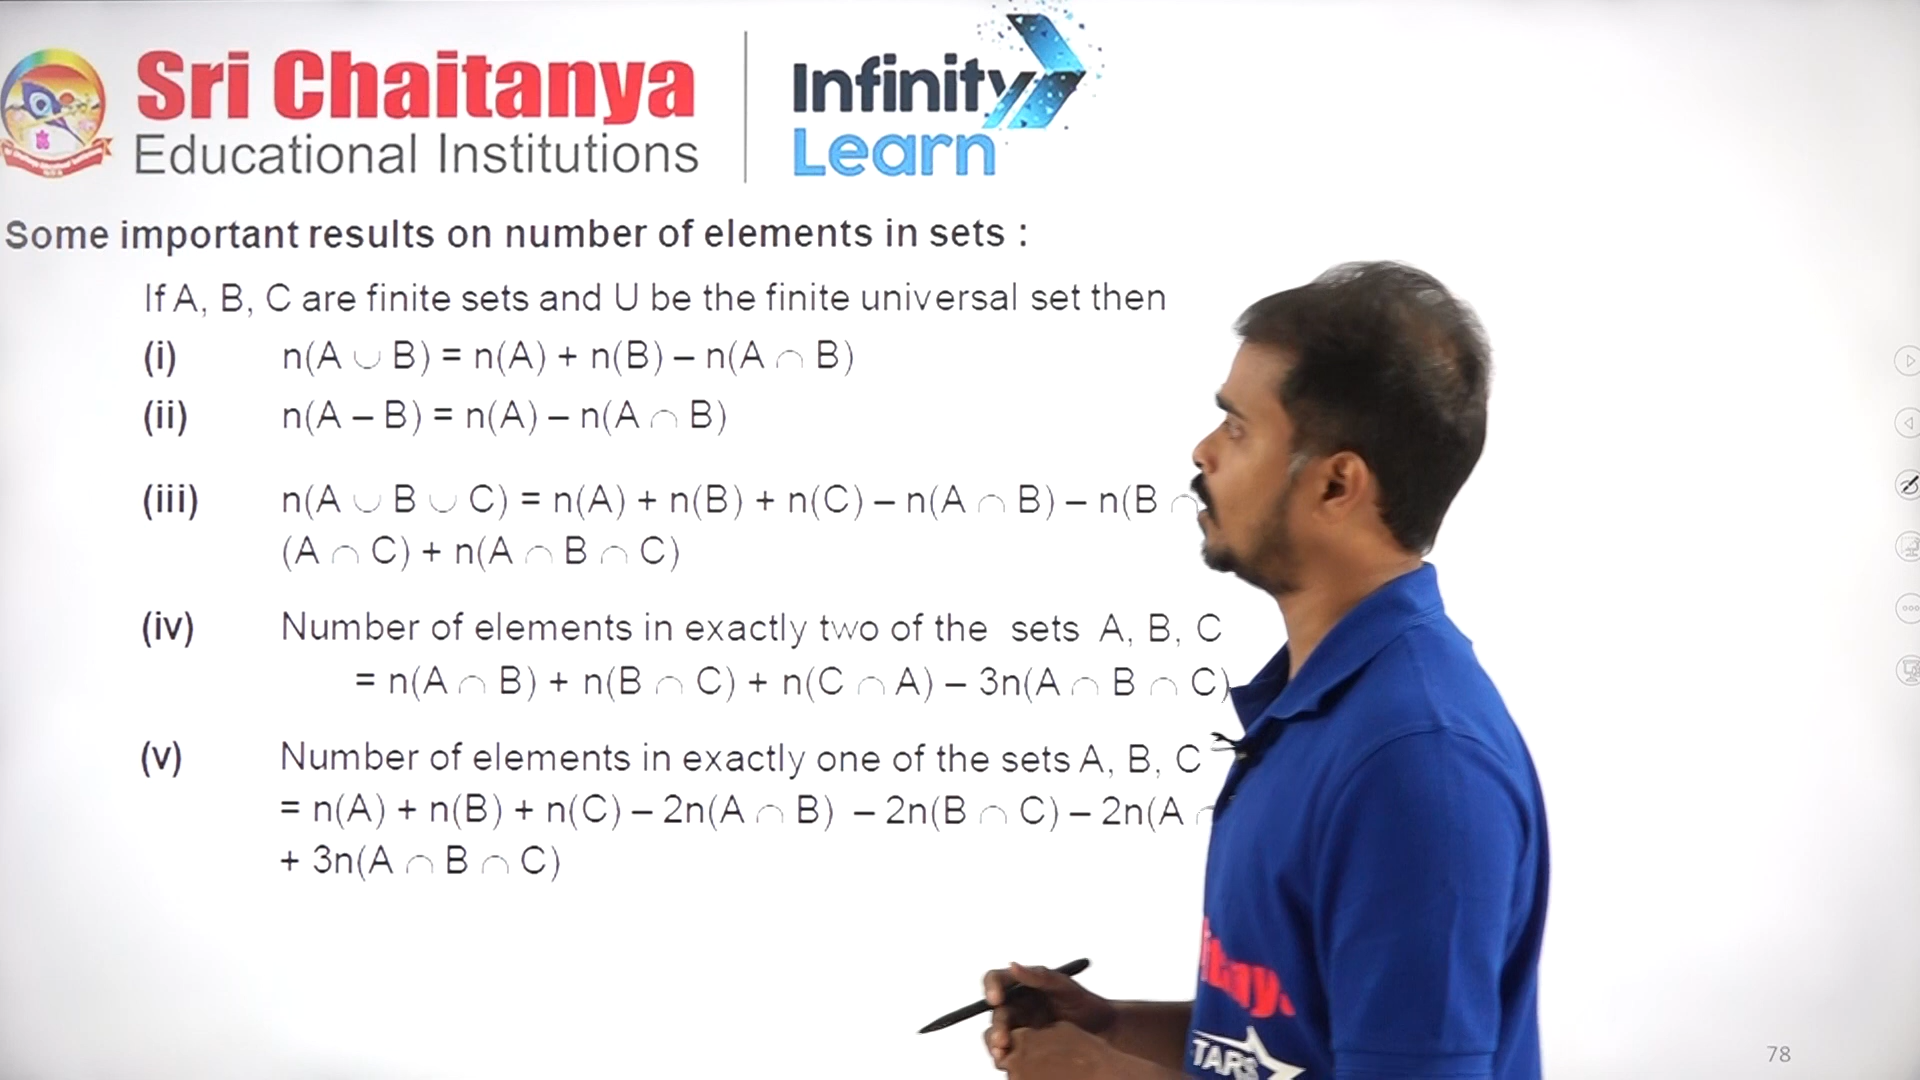 Sri Chaitanya
Educational Institutions
Infinity
Learn
Some important results on number of elements in sets :
If A, B, C are finite sets and U be the finite universal set then
(i) n(A ∪ B) = n(A) + n(B) – n(A ∩ B)
(ii) n(A – B) = n(A) – n(A ∩ B)
(iii) n(A ∪ B ∪ C) = n(A) + n(B) + n(C) – n(A ∩ B) – n(B ∩
(A ∩ C) + n(A ∩ B ∩ C)
(iv) Number of elements in exactly two of the sets A, B, C
= n(A ∩ B) + n(B ∩ C) + n(C ∩ A) – 3n(A ∩ B ∩ C)
(v) Number of elements in exactly one of the sets A, B, C
= n(A) + n(B) + n(C) – 2n(A ∩ B) – 2n(B ∩ C) – 2n(A ∩
+ 3n(A ∩ B ∩ C)
STARS
78